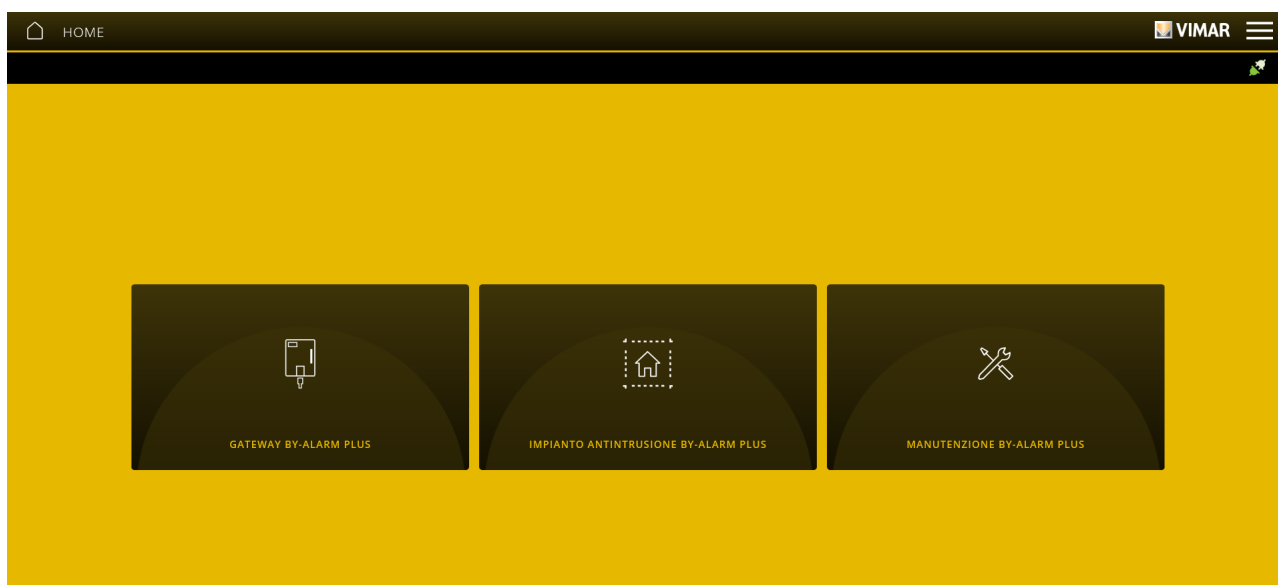 HOME
VIMAR
GATEWAY BY-ALARM PLUS
IMPIANTO ANTINTRUSIONE BY-ALARM PLUS
MANUTENZIONE BY-ALARM PLUS